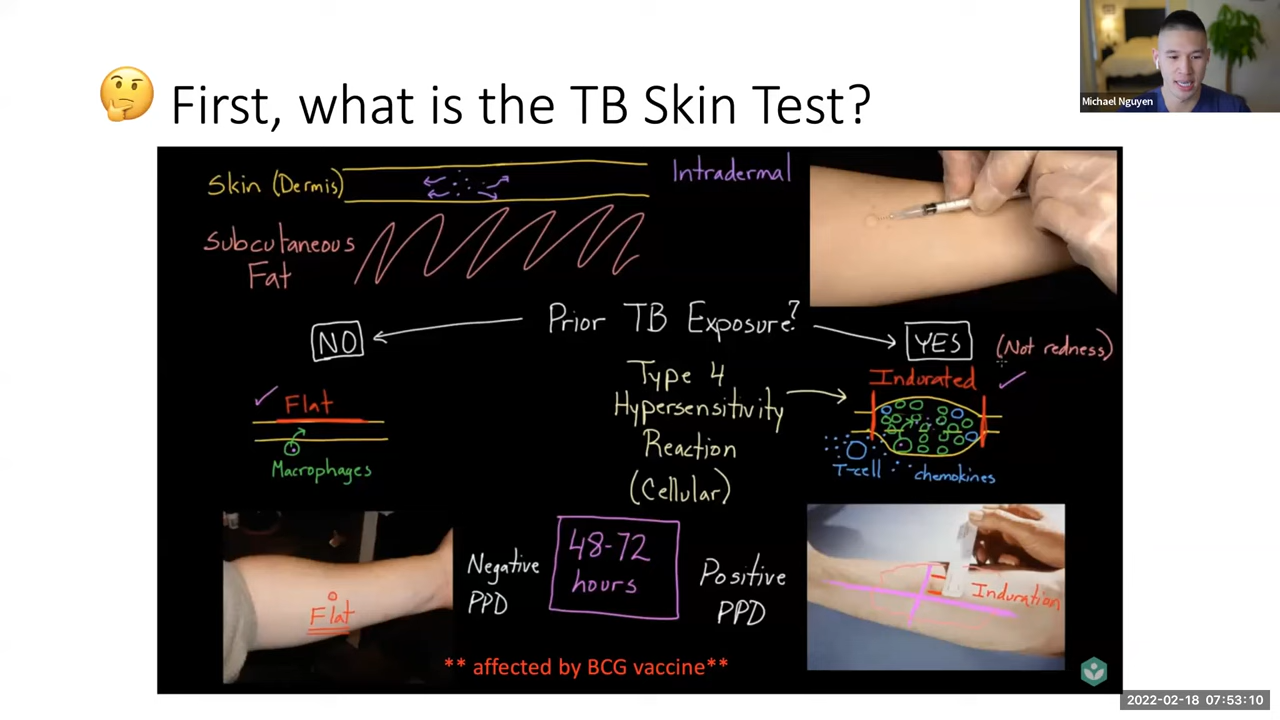 Michael Nguyen
First, what is the TB Skin Test?
Skin (Dermis)
Intradermal
Subcutaneous
Fat
Prior TB Exposure?
NO
YES
(Not redness)
Flat
Macrophages
Type 4
Hypersensitivity
Reaction
(Cellular)
Indurated
T-cell
chemokines
Flat
Negative
PPD
48-72
hours
Positive
PPD
Induration
** affected by BCG vaccine**
2022-02-18 07:53:10